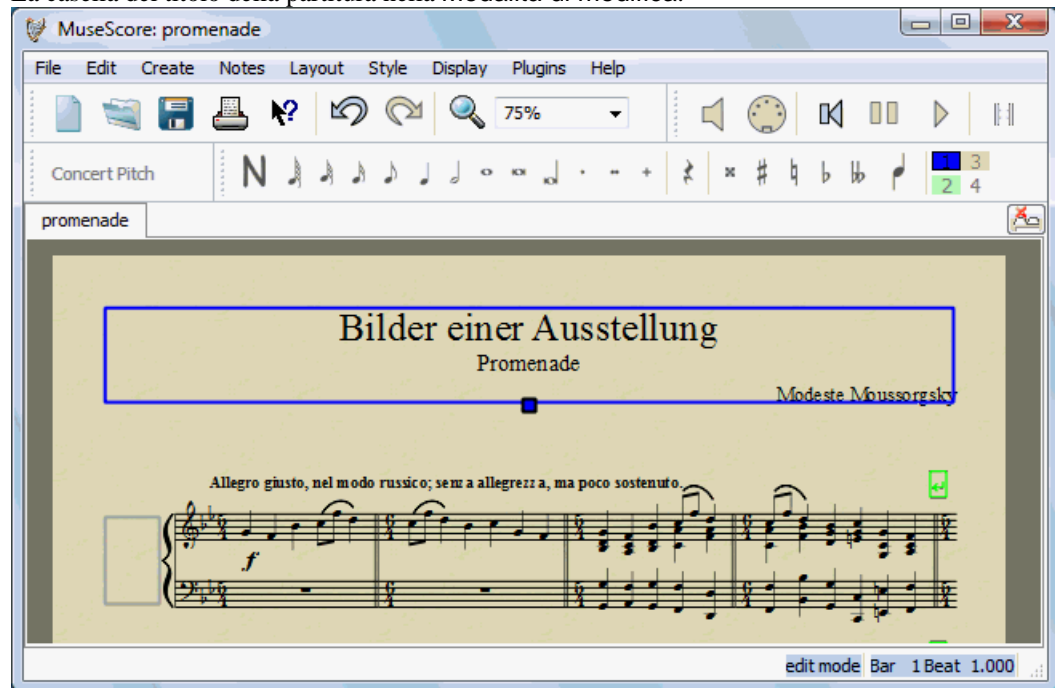 La casella del titolo della partitura nella modalità di modifica.
MuseScore: promenade
File Edit Create Notes Layout Style Display Plugins Help
75%
Concert Pitch
1 3
2 4
promenade
Bilder einer Ausstellung
Promenade
Modeste Moussorgsky
Allegro giusto, nel modo russico; senz a allegrezz a, ma poco sostenuto.
f
edit mode Bar 1 Beat 1.000